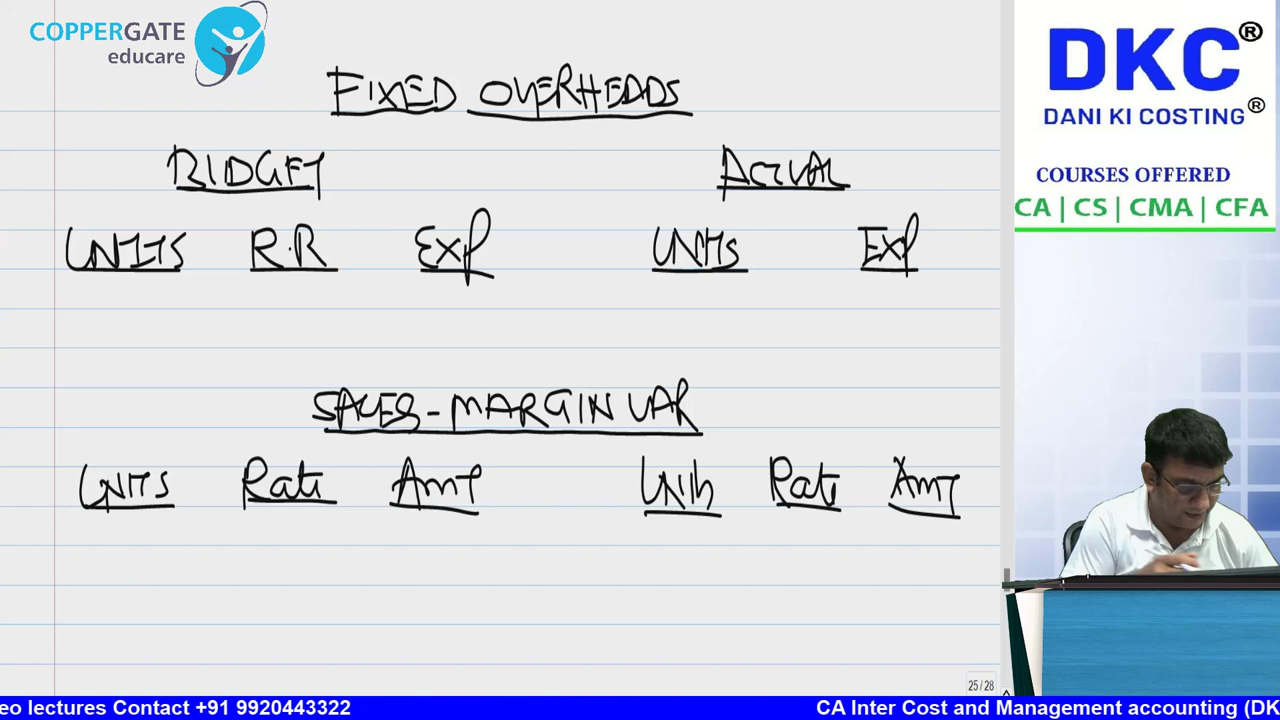 COPPERGATE
educare
FIXED OVERHEADS
BUDGET ACTUAL
UNITS R.R EXP UNITS EXP
SALES-MARGIN VAR
UNITS Rate AMT Units Rate AMT
25 / 28
DKC®
DANI KI COSTING®
COURSES OFFERED
CA | CS | CMA | CFA
eo lectures Contact +91 9920443322 CA Inter Cost and Management accounting (DK